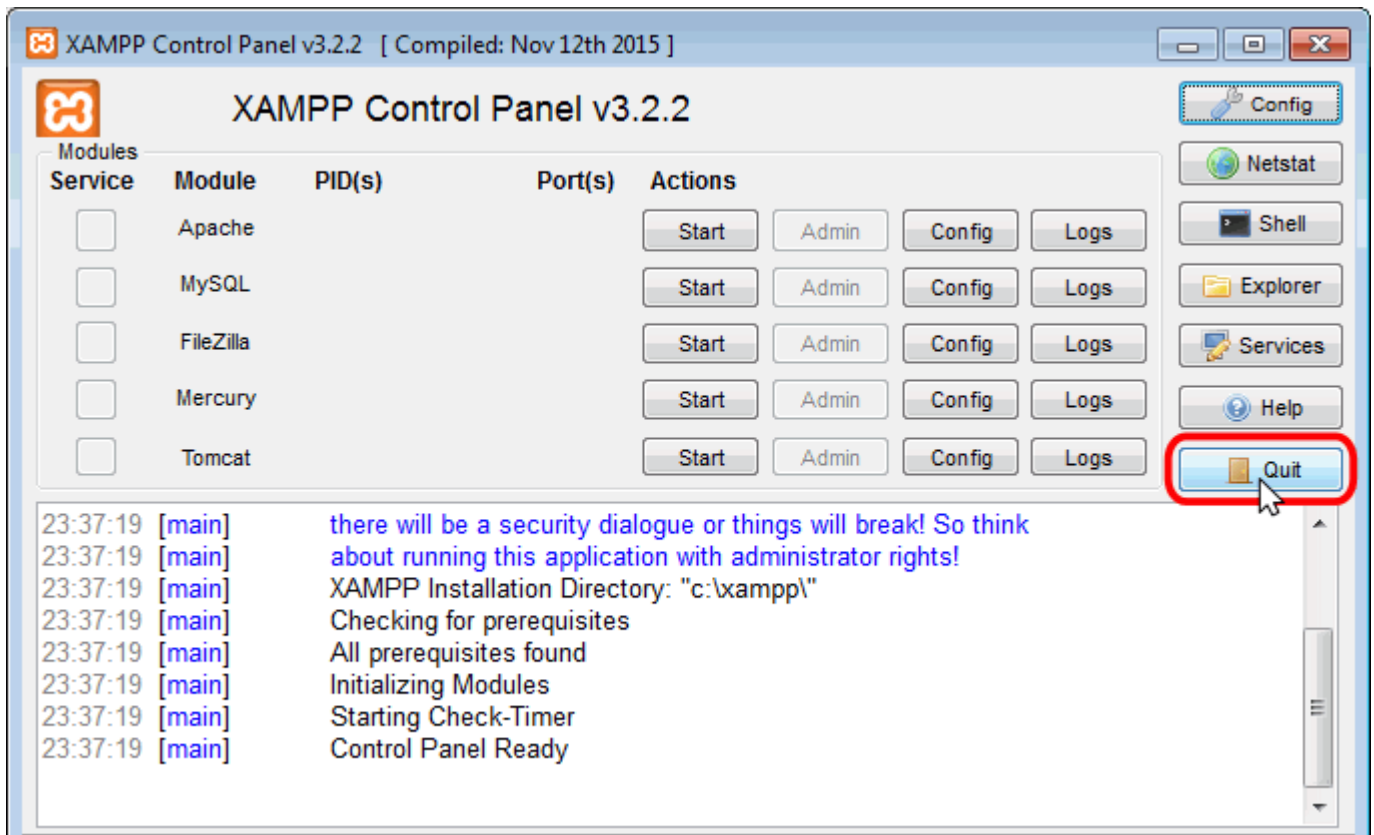 XAMPP Control Panel v3.2.2 [ Compiled: Nov 12th 2015 ]
XAMPP Control Panel v3.2.2
Config
Modules
Netstat
Service Module PID(s) Port(s) Actions
Apache Start Admin Config Logs
Shell
MySQL Start Admin Config Logs
Explorer
FileZilla Start Admin Config Logs
Services
Mercury Start Admin Config Logs
Help
Tomcat Start Admin Config Logs
Quit
23:37:19 [main] there will be a security dialogue or things will break! So think
23:37:19 [main] about running this application with administrator rights!
23:37:19 [main] XAMPP Installation Directory: "c:\xampp\"
23:37:19 [main] Checking for prerequisites
23:37:19 [main] All prerequisites found
23:37:19 [main] Initializing Modules
23:37:19 [main] Starting Check-Timer
23:37:19 [main] Control Panel Ready